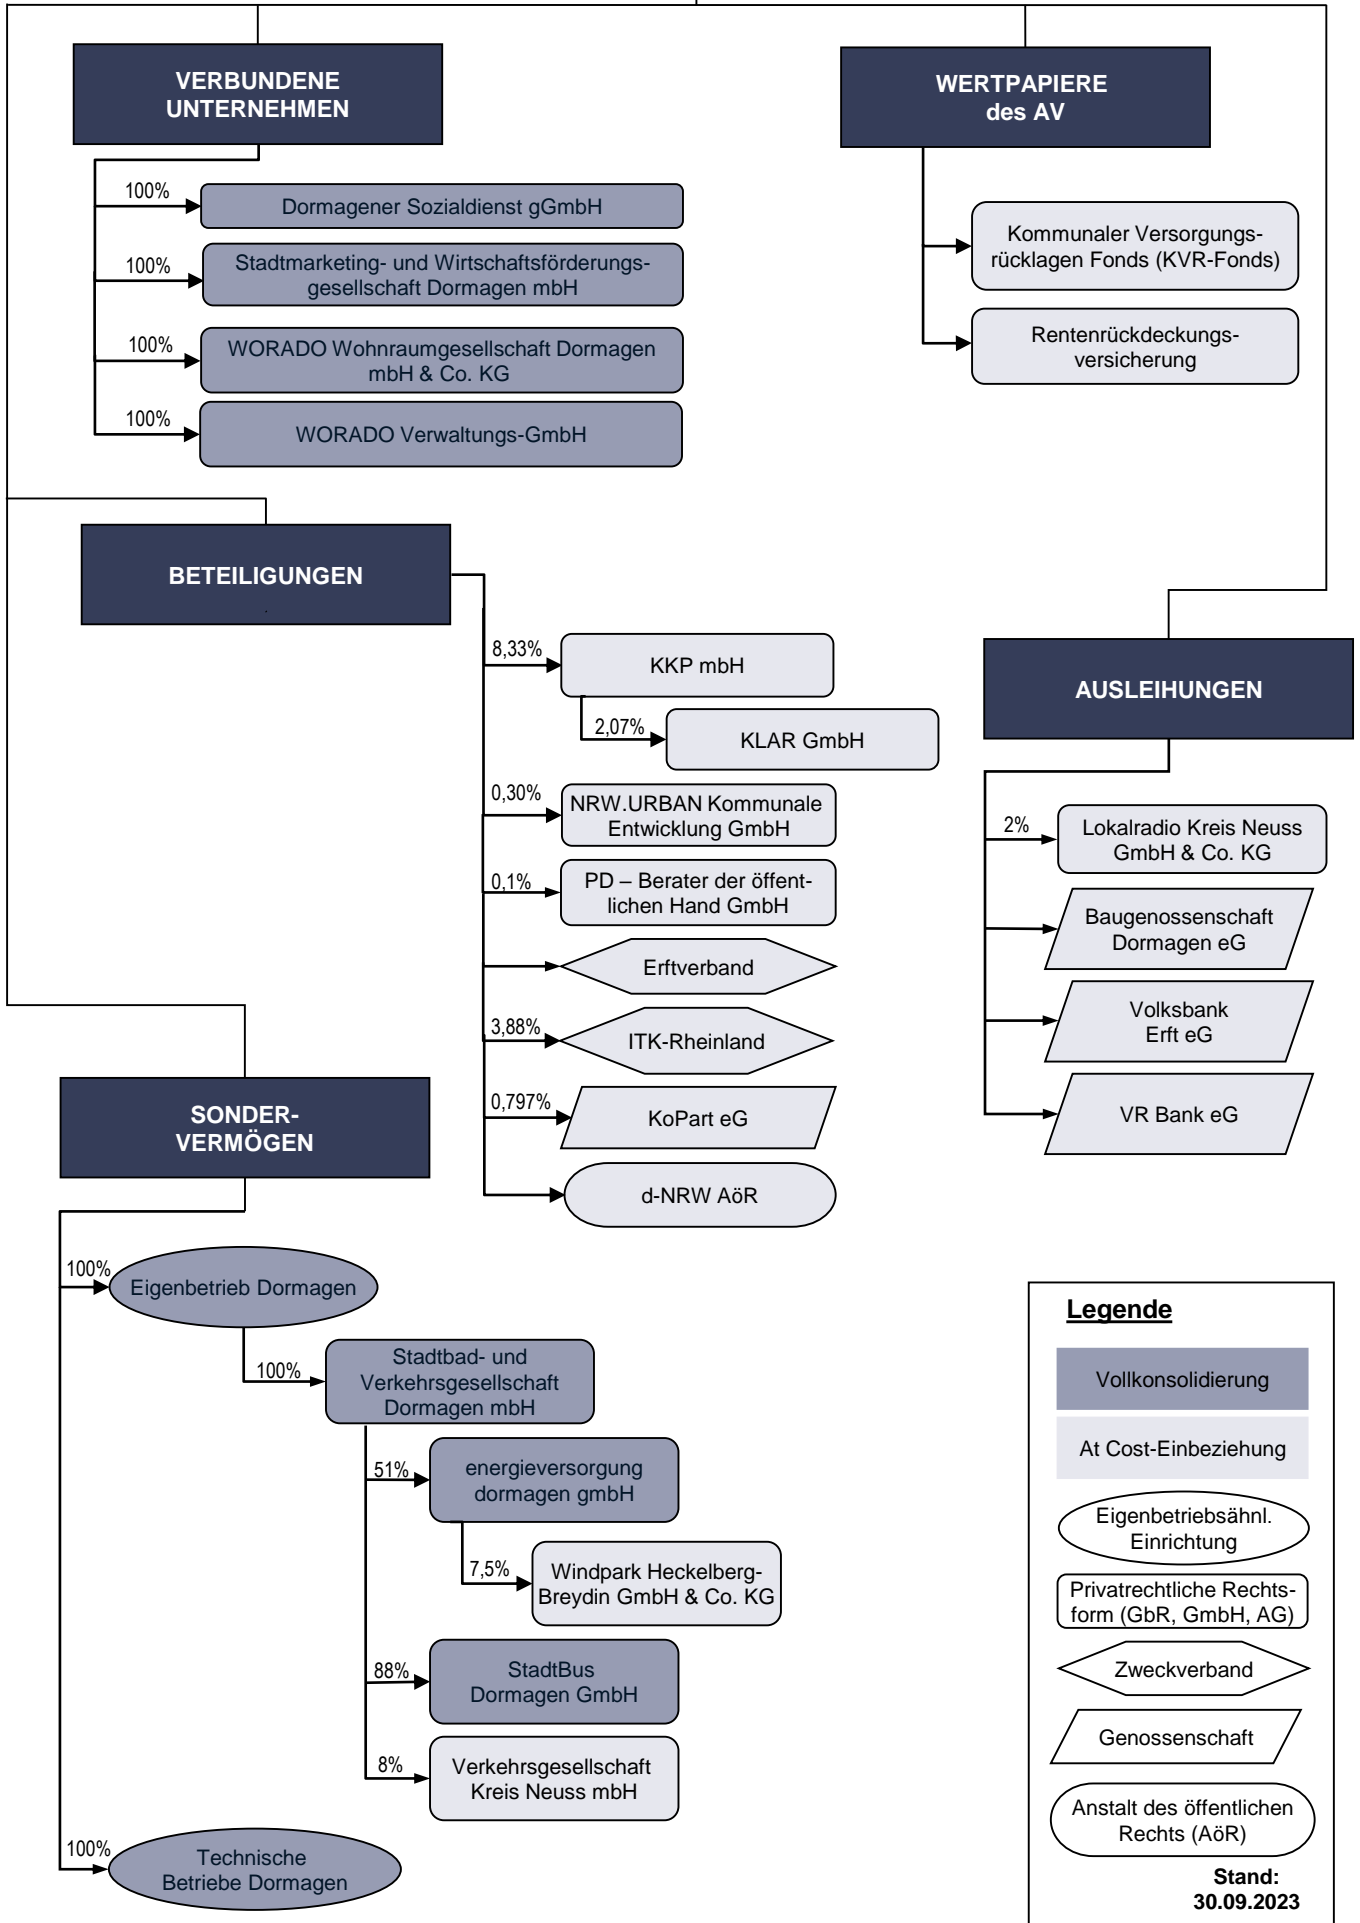 VERBUNDENE
UNTERNEHMEN
100%
Dormagener Sozialdienst gGmbH
100%
Stadtmarketing- und Wirtschaftsförderungs-
gesellschaft Dormagen mbH
100%
WORADO Wohnraumgesellschaft Dormagen
mbH & Co. KG
100%
WORADO Verwaltungs-GmbH
WERTPAPIERE
des AV
Kommunaler Versorgungs-
rücklagen Fonds (KVR-Fonds)
Rentenrückdeckungs-
versicherung
BETEILIGUNGEN
8,33%
KKP mbH
2,07%
KLAR GmbH
0,30%
NRW.URBAN Kommunale
Entwicklung GmbH
0,1%
PD – Berater der öffent-
lichen Hand GmbH
Erftverband
3,88%
ITK-Rheinland
0,797%
KoPart eG
d-NRW AöR
AUSLEIHUNGEN
2%
Lokalradio Kreis Neuss
GmbH & Co. KG
Baugenossenschaft
Dormagen eG
Volksbank
Erft eG
VR Bank eG
SONDER-
VERMÖGEN
100%
Eigenbetrieb Dormagen
100%
Stadtbad- und
Verkehrsgesellschaft
Dormagen mbH
51%
energieversorgung
dormagen gmbH
7,5%
Windpark Heckelberg-
Breydin GmbH & Co. KG
88%
StadtBus
Dormagen GmbH
8%
Verkehrsgesellschaft
Kreis Neuss mbH
100%
Technische
Betriebe Dormagen
Legende
Vollkonsolidierung
At Cost-Einbeziehung
Eigenbetriebsähnl.
Einrichtung
Privatrechtliche Rechts-
form (GbR, GmbH, AG)
Zweckverband
Genossenschaft
Anstalt des öffentlichen
Rechts (AöR)
Stand:
30.09.2023